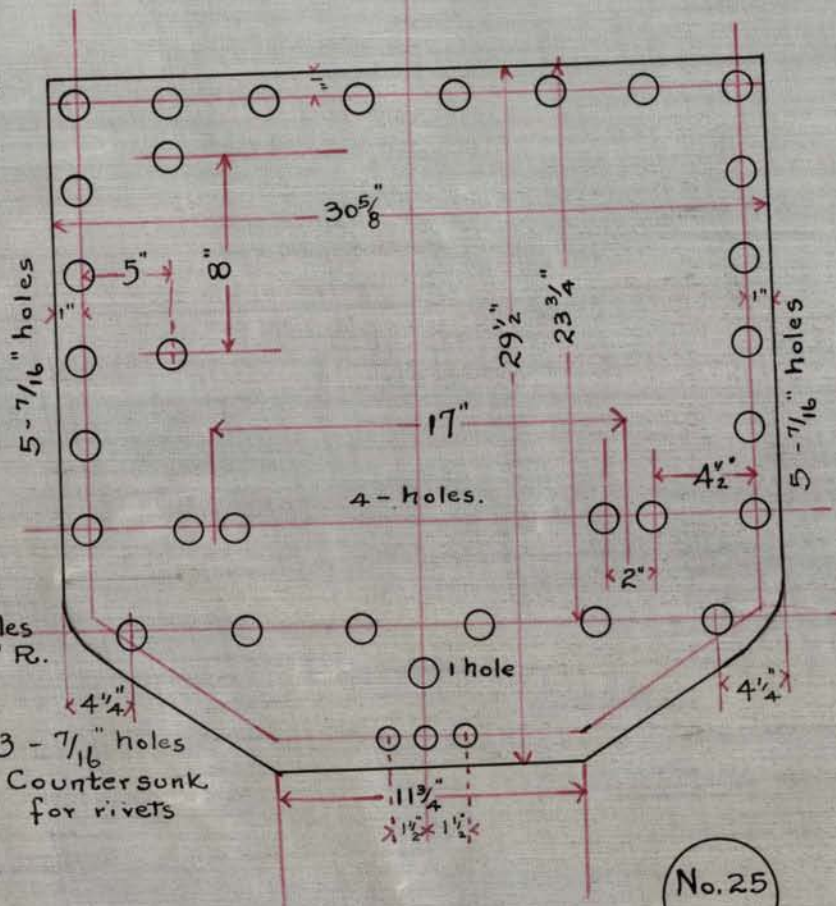 1"
30 5/8"
5"
8"
29 1/2"
23 3/4"
1"
1"
5 - 7/16" holes
5 - 7/16" holes
17"
4 - holes.
4 1/2"
2"
R.
1 hole
4 1/4"
4 1/4"
3 - 7/16" holes
Countersunk
for rivets
11 3/4"
1 1/2" 1 1/2"
No. 25